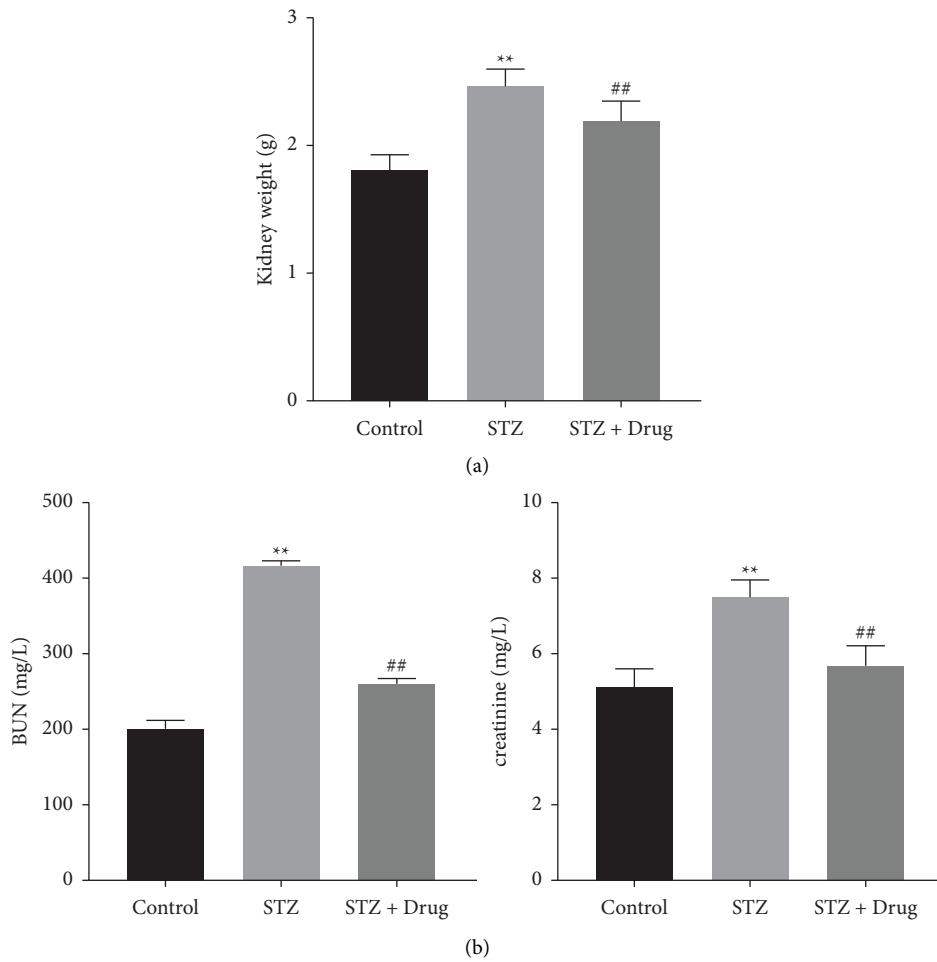 Kidney weight (g)
3
2
1
0
**
##
Control STZ STZ + Drug
(a)
BUN (mg/L)
500
400
300
200
100
0
**
##
Control STZ STZ + Drug
creatinine (mg/L)
10
8
6
4
2
0
**
##
Control STZ STZ + Drug
(b)